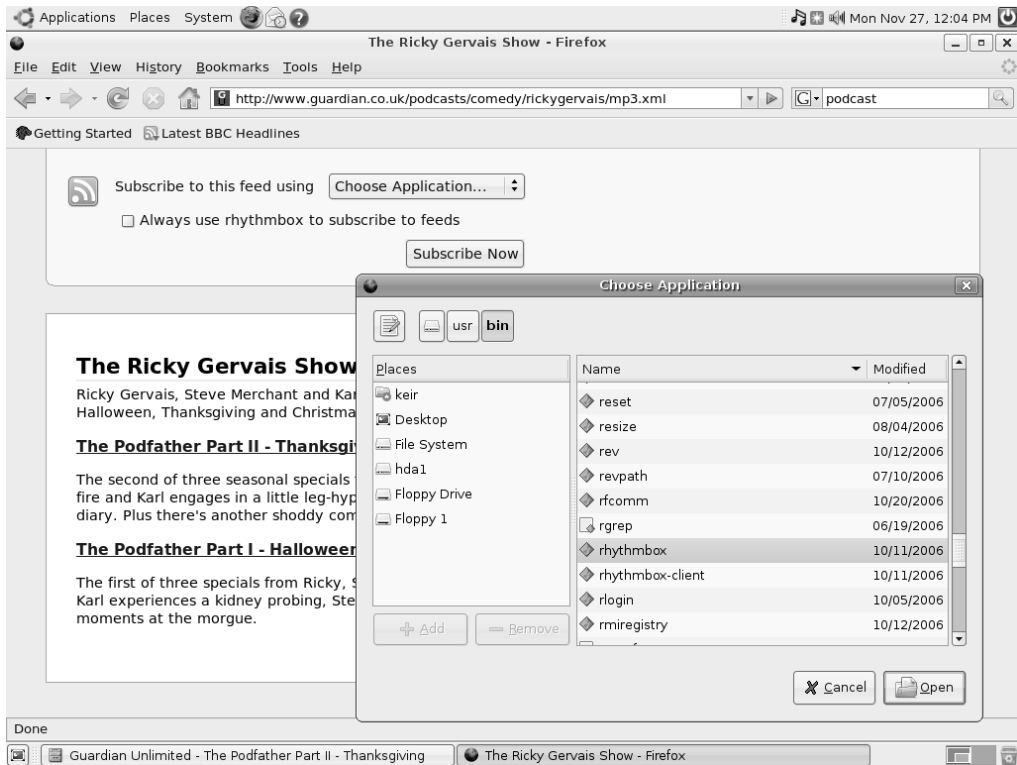 Applications Places System Mon Nov 27, 12:04 PM
The Ricky Gervais Show - Firefox
File Edit View History Bookmarks Tools Help
http://www.guardian.co.uk/podcasts/comedy/rickygervais/mp3.xml G podcast
Getting Started Latest BBC Headlines
Subscribe to this feed using Choose Application...
Always use rhythmbox to subscribe to feeds
Subscribe Now
The Ricky Gervais Show
Ricky Gervais, Steve Merchant and
Halloween, Thanksgiving and
The Podfather Part II -
The second of three seasonal specials
fire and Karl engages in a little
diary. Plus there's another shoddy
The Podfather Part I -
The first of three specials from Ricky,
Karl experiences a kidney probing,
moments at the morgue.
Choose Application
usr bin
Places
keir
Desktop
File System
hda1
Floppy Drive
Floppy 1
Add Remove
Name Modified
reset 07/05/2006
resize 08/04/2006
rev 10/12/2006
revpath 07/10/2006
rfcomm 10/20/2006
rgrep 06/19/2006
rhythmbox 10/11/2006
rhythmbox-client 10/11/2006
rlogin 10/05/2006
rmiregistry 10/12/2006
Cancel Open
Done
Guardian Unlimited - The Podfather Part II - Thanksgiving The Ricky Gervais Show - Firefox